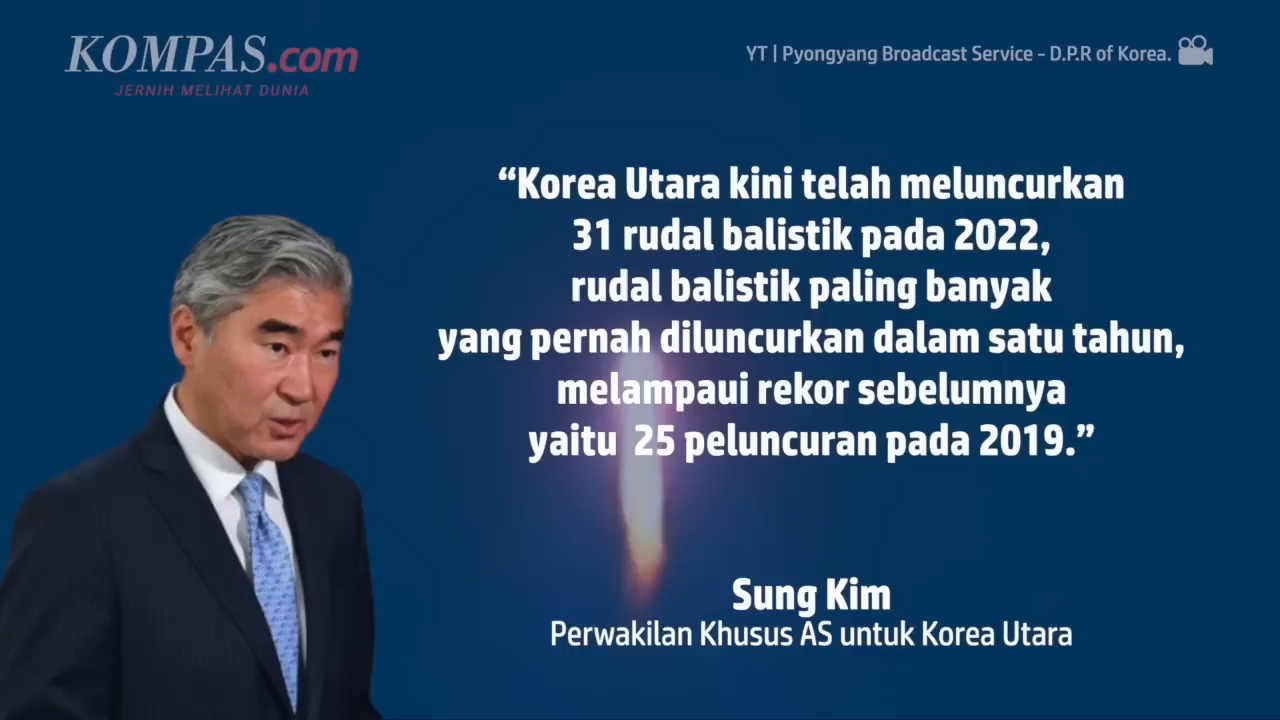 KOMPAS.com
JERNIH MELIHAT DUNIA
YT | Pyongyang Broadcast Service - D.P.R of Korea.
“Korea Utara kini telah meluncurkan
31 rudal balistik pada 2022,
rudal balistik paling banyak
yang pernah diluncurkan dalam satu tahun,
melampaui rekor sebelumnya
yaitu 25 peluncuran pada 2019.”
Sung Kim
Perwakilan Khusus AS untuk Korea Utara